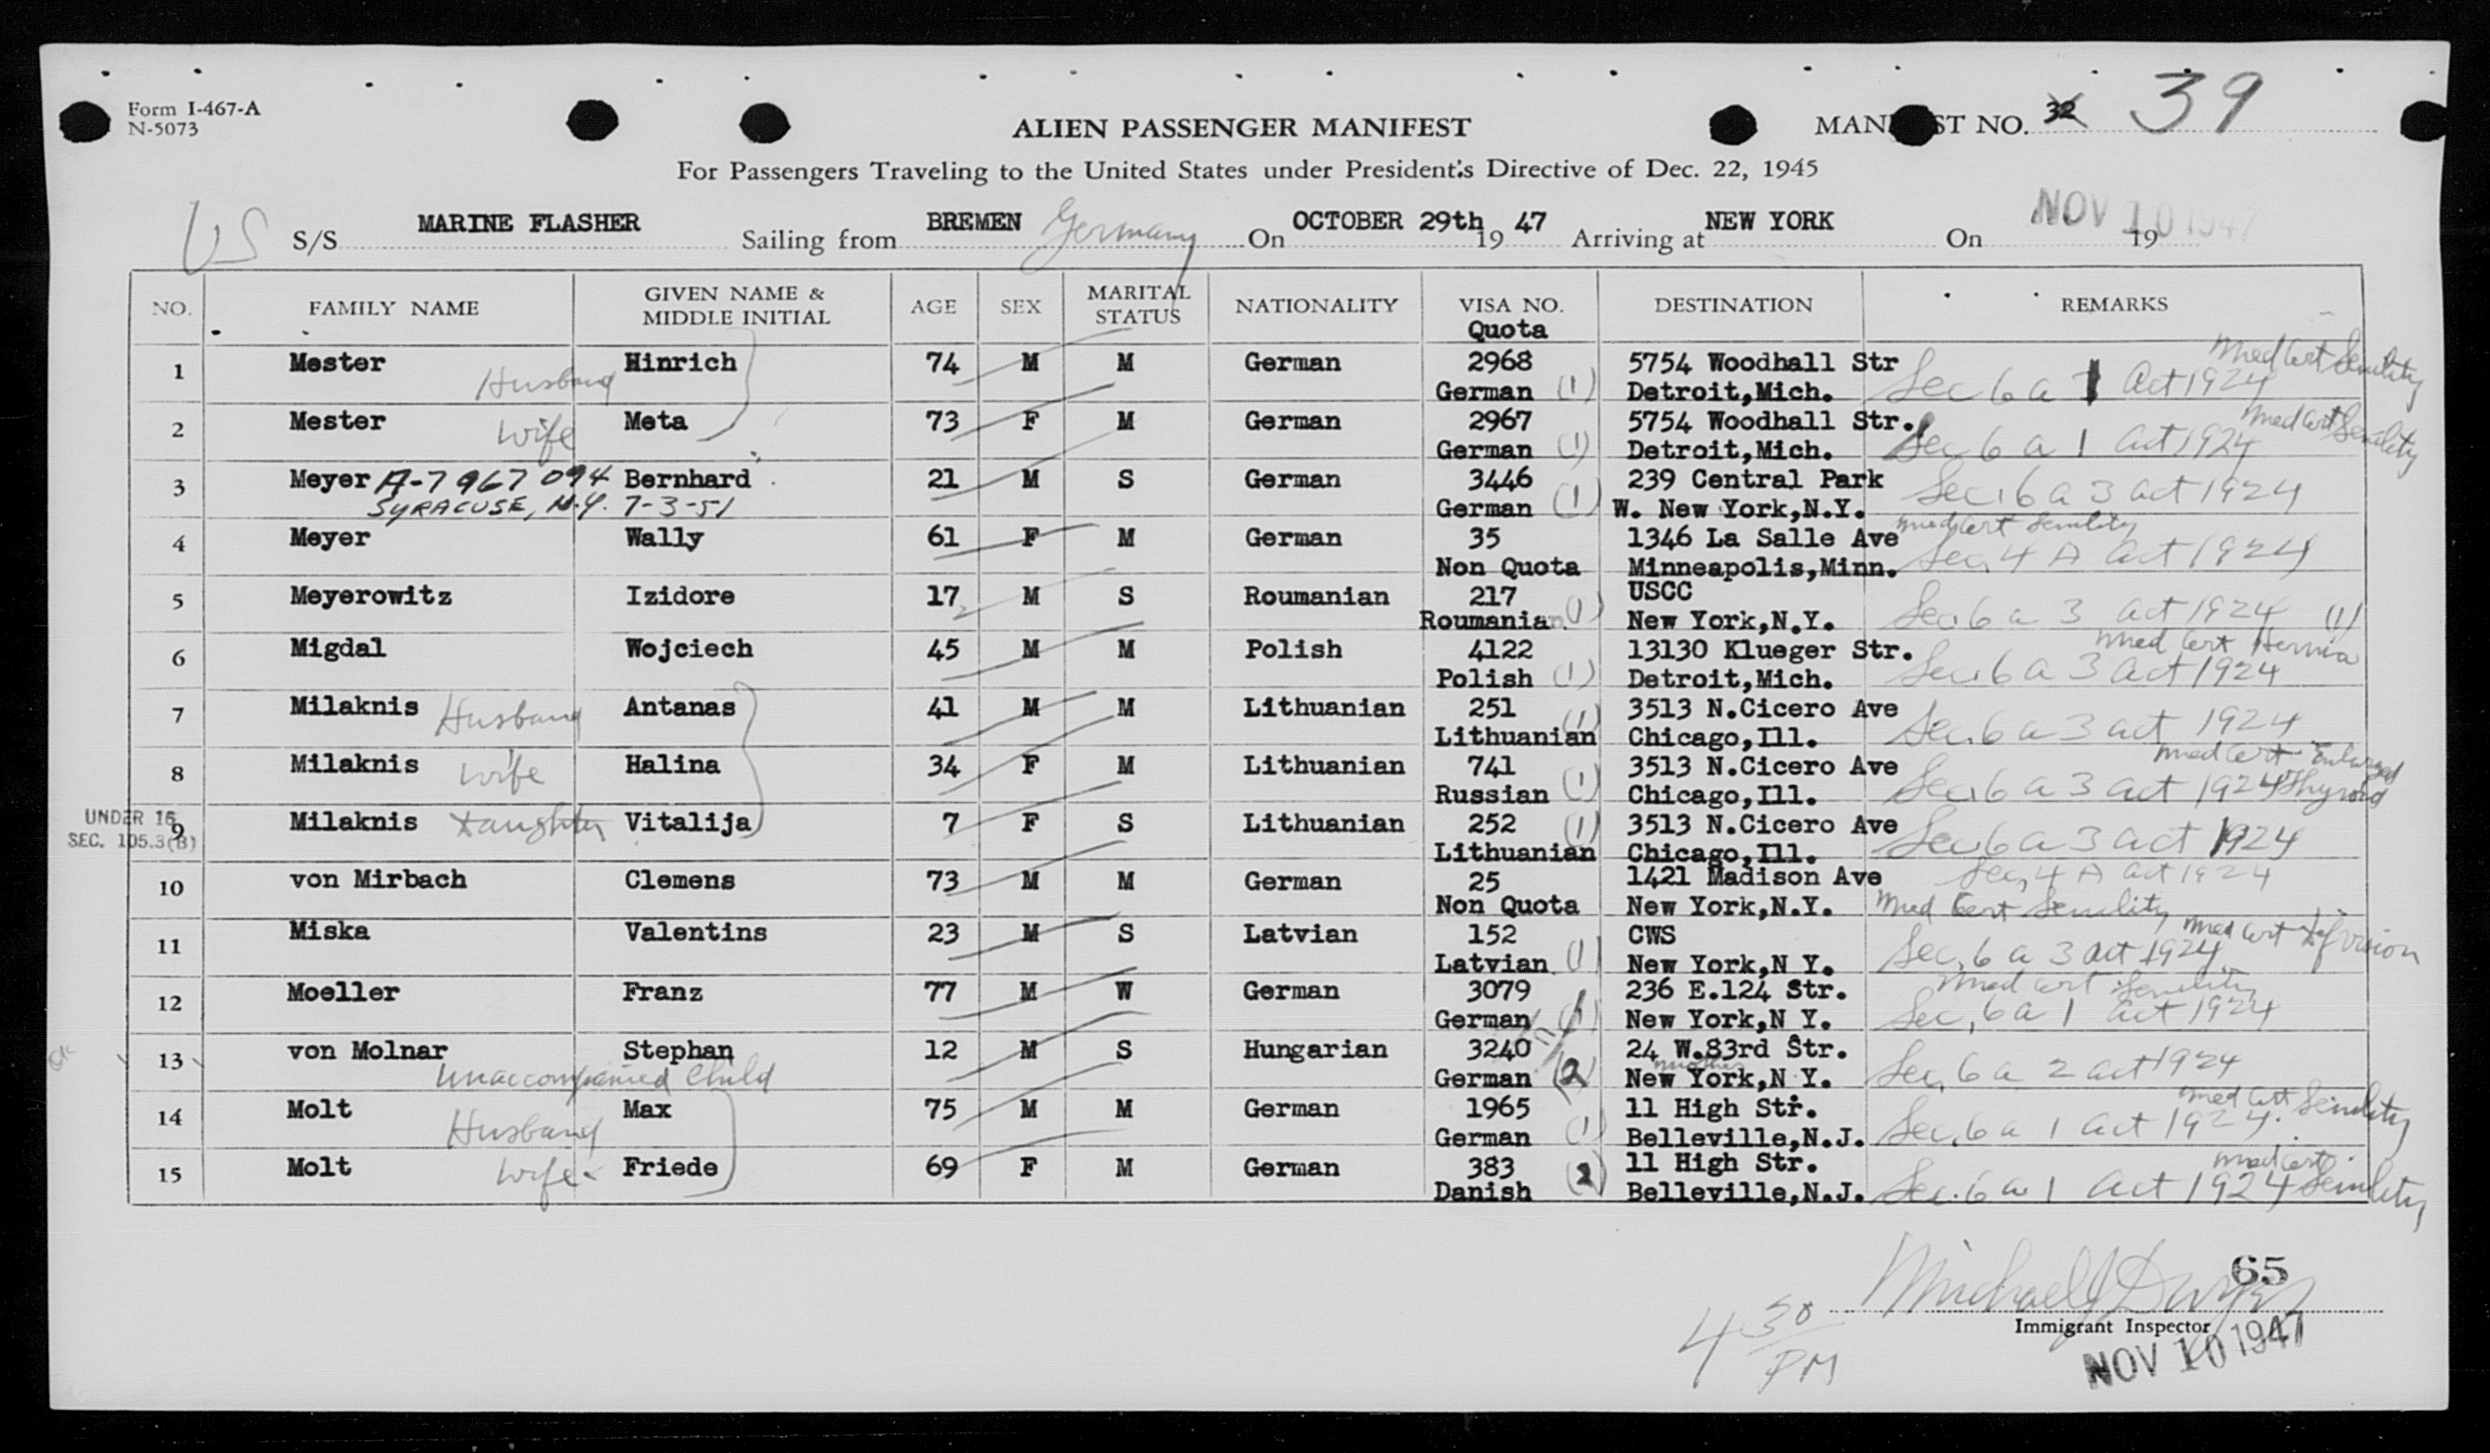 Form I-467-A
N-5073
ALIEN PASSENGER MANIFEST
MANIFEST NO. 32 39
For Passengers Traveling to the United States under President's Directive of Dec. 22, 1945
US S/S MARINE FLASHER Sailing from BREMEN Germany On OCTOBER 29th 19 47 Arriving at NEW YORK On NOV 10 1947 19
NO. FAMILY NAME GIVEN NAME & MIDDLE INITIAL AGE SEX MARITAL STATUS NATIONALITY VISA NO. DESTINATION REMARKS
Quota
Med Cert Senility
1 Mester Husband Hinrich 74 M M German 2968 5754 Woodhall Str Sec 6 a 1 Act 1924
German (1) Detroit,Mich.
Med Cert Senility
2 Mester Wife Meta 73 F M German 2967 5754 Woodhall Str. Sec 6 a 1 act 1924
German (1) Detroit,Mich.
3 Meyer A-7967094 Bernhard 21 M S German 3446 239 Central Park Sec. 6 a 3 act 1924
SYRACUSE, N.Y. 7-3-51 German (1) W. New York,N.Y.
Med Cert Senility
4 Meyer Wally 61 F M German 35 1346 La Salle Ave Sec. 4 A act 1924
Non Quota Minneapolis,Minn.
5 Meyerowitz Izidore 17 M S Roumanian 217 USCC Sec. 6 a 3 act 1924 (1)
Roumanian (1) New York,N.Y.
Med Cert Hernia
6 Migdal Wojciech 45 M M Polish 4122 13130 Klueger Str. Sec. 6 a 3 act 1924
Polish (1) Detroit,Mich.
7 Milaknis Husband Antanas 41 M M Lithuanian 251 3513 N.Cicero Ave Sec. 6 a 3 act 1924
Lithuanian (1) Chicago,Ill.
Med Cert Enlarged Thyroid
8 Milaknis Wife Halina 34 F M Lithuanian 741 3513 N.Cicero Ave Sec. 6 a 3 act 1924
Russian (1) Chicago,Ill.
UNDER 16
SEC. 105.3(B)
9 Milaknis Daughter Vitalija 7 F S Lithuanian 252 3513 N.Cicero Ave Sec. 6 a 3 act 1924
Lithuanian (1) Chicago,Ill.
10 von Mirbach Clemens 73 M M German 25 1421 Madison Ave Sec. 4 A act 1924
Non Quota New York,N.Y. Med Cert Senility
Med Cert Def vision
11 Miska Valentins 23 M S Latvian 152 CWS Sec. 6 a 3 act 1924
Latvian. (1) New York,N Y.
Med Cert Senility
12 Moeller Franz 77 M W German 3079 236 E.124 Str. Sec. 6 a 1 act 1924
German (1) New York,N Y.
13 von Molnar Stephan 12 M S Hungarian 3240 24 W.83rd Str. Sec. 6 a 2 act 1924
Unaccompanied Child German (2) mother New York,N Y.
Med Cert Senility
14 Molt Husband Max 75 M M German 1965 11 High Str. Sec. 6 a 1 act 1924.
German (1) Belleville,N.J.
Med Cert Senility
15 Molt Wife Friede 69 F M German 383 11 High Str. Sec. 6 a 1 Act 1924
Danish (2) Belleville,N.J.
65
4 30 PM
Immigrant Inspector
NOV 10 1947